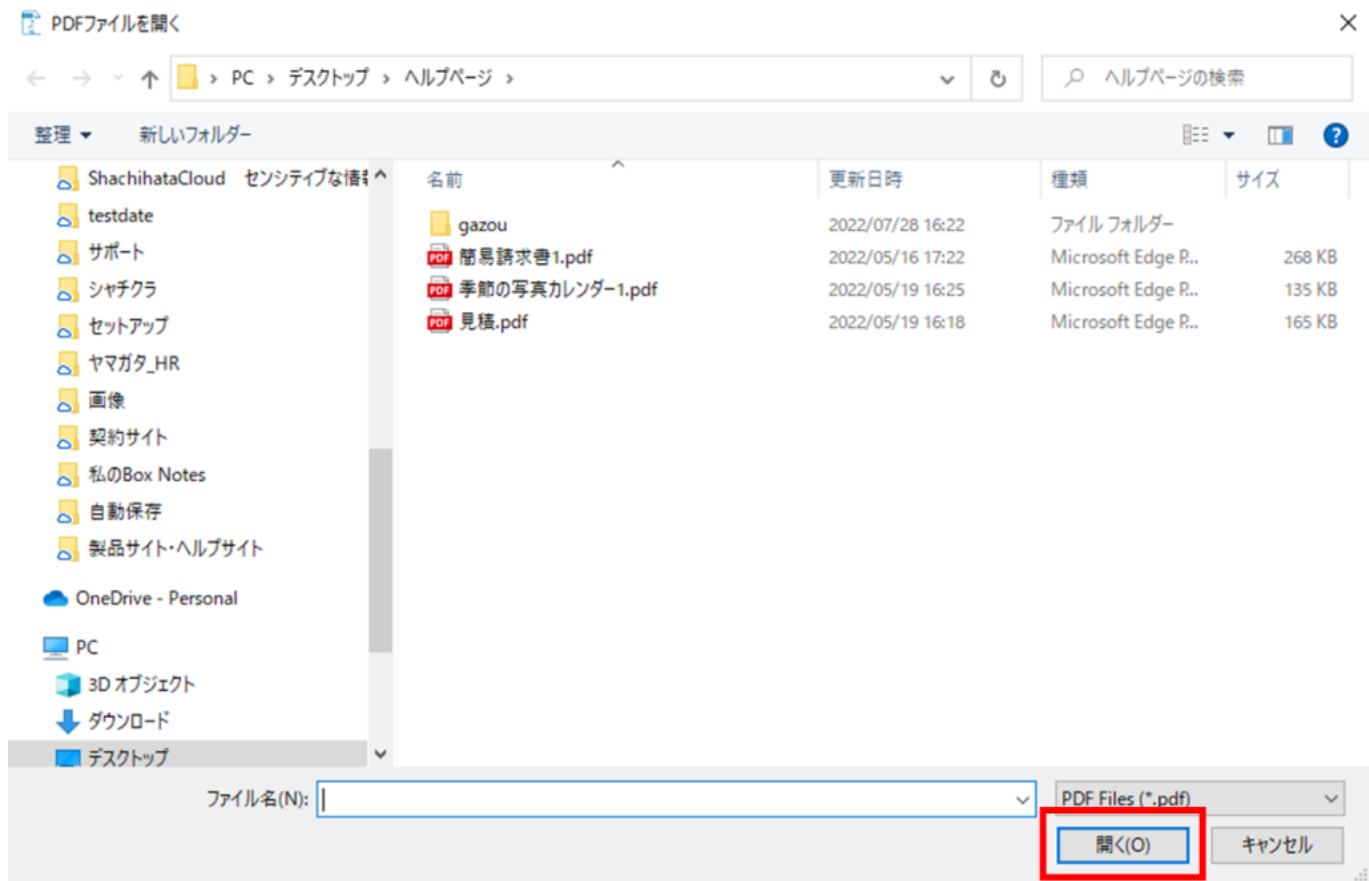 PDFファイルを開く
PC › デスクトップ › ヘルプページ ›
ヘルプページの検索
整理
新しいフォルダー
名前 更新日時 種類 サイズ
gazou 2022/07/28 16:22 ファイル フォルダー
簡易請求書1.pdf 2022/05/16 17:22 Microsoft Edge P... 268 KB
季節の写真カレンダー1.pdf 2022/05/19 16:25 Microsoft Edge P... 135 KB
見積.pdf 2022/05/19 16:18 Microsoft Edge P... 165 KB
ShachihataCloud センシティブな情報
testdate
サポート
シャチクラ
セットアップ
ヤマガタ_HR
画像
契約サイト
私のBox Notes
自動保存
製品サイト・ヘルプサイト
OneDrive - Personal
PC
3D オブジェクト
ダウンロード
デスクトップ
ファイル名(N):
PDF Files (*.pdf)
開く(O)
キャンセル